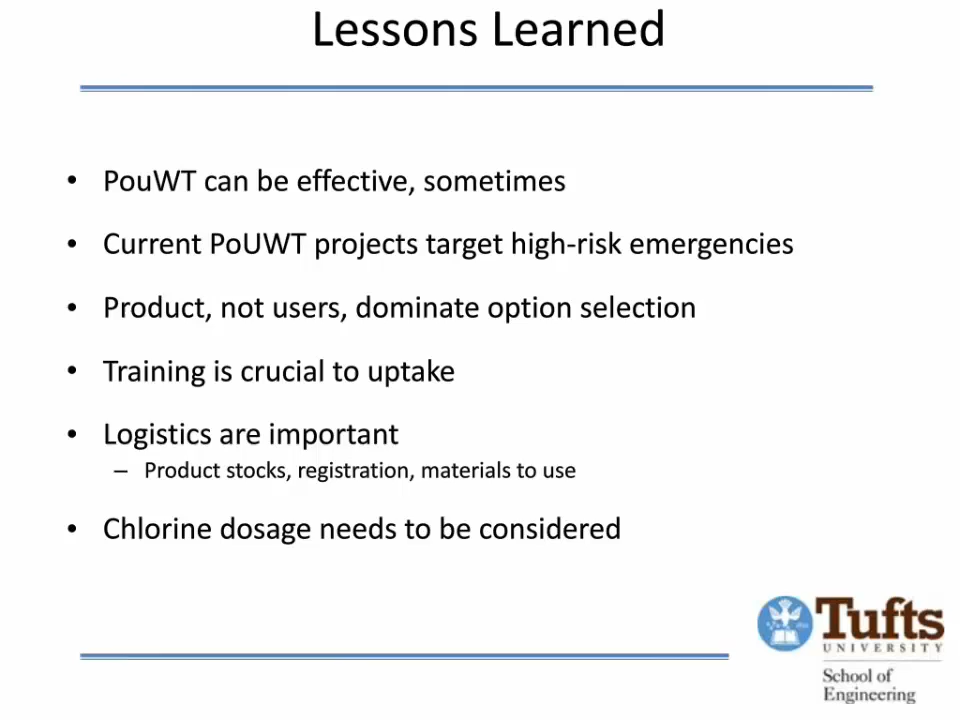 Lessons Learned
• PouWT can be effective, sometimes
• Current PoUWT projects target high-risk emergencies
• Product, not users, dominate option selection
• Training is crucial to uptake
• Logistics are important
– Product stocks, registration, materials to use
• Chlorine dosage needs to be considered
Tufts
UNIVERSITY
School of
Engineering